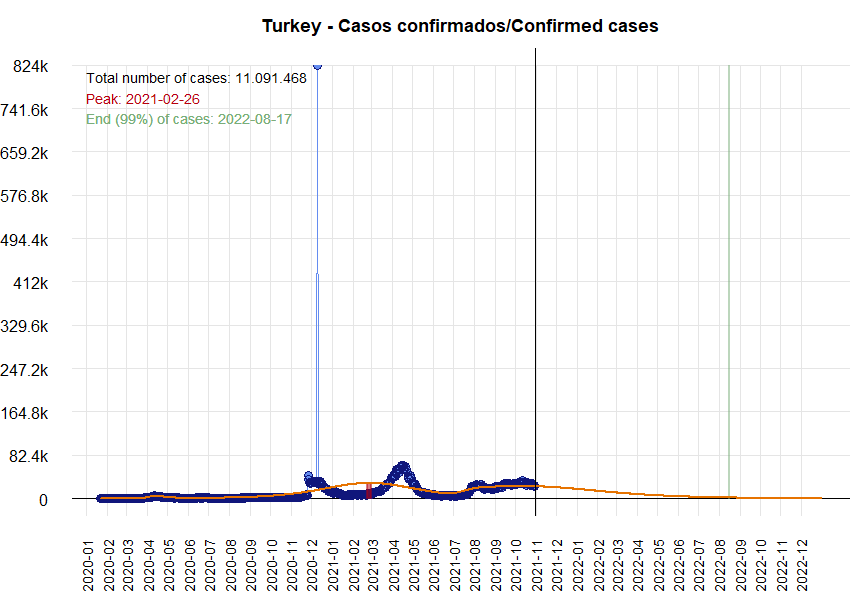 Turkey - Casos confirmados/Confirmed cases
824k
Total number of cases: 11.091.468
Peak: 2021-02-26
741.6k
End (99%) of cases: 2022-08-17
659.2k
576.8k
494.4k
412k
329.6k
247.2k
164.8k
82.4k
0
2020-01
2020-02
2020-03
2020-04
2020-05
2020-06
2020-07
2020-08
2020-09
2020-10
2020-11
2020-12
2021-01
2021-02
2021-03
2021-04
2021-05
2021-06
2021-07
2021-08
2021-09
2021-10
2021-11
2021-12
2022-01
2022-02
2022-03
2022-04
2022-05
2022-06
2022-07
2022-08
2022-09
2022-10
2022-11
2022-12